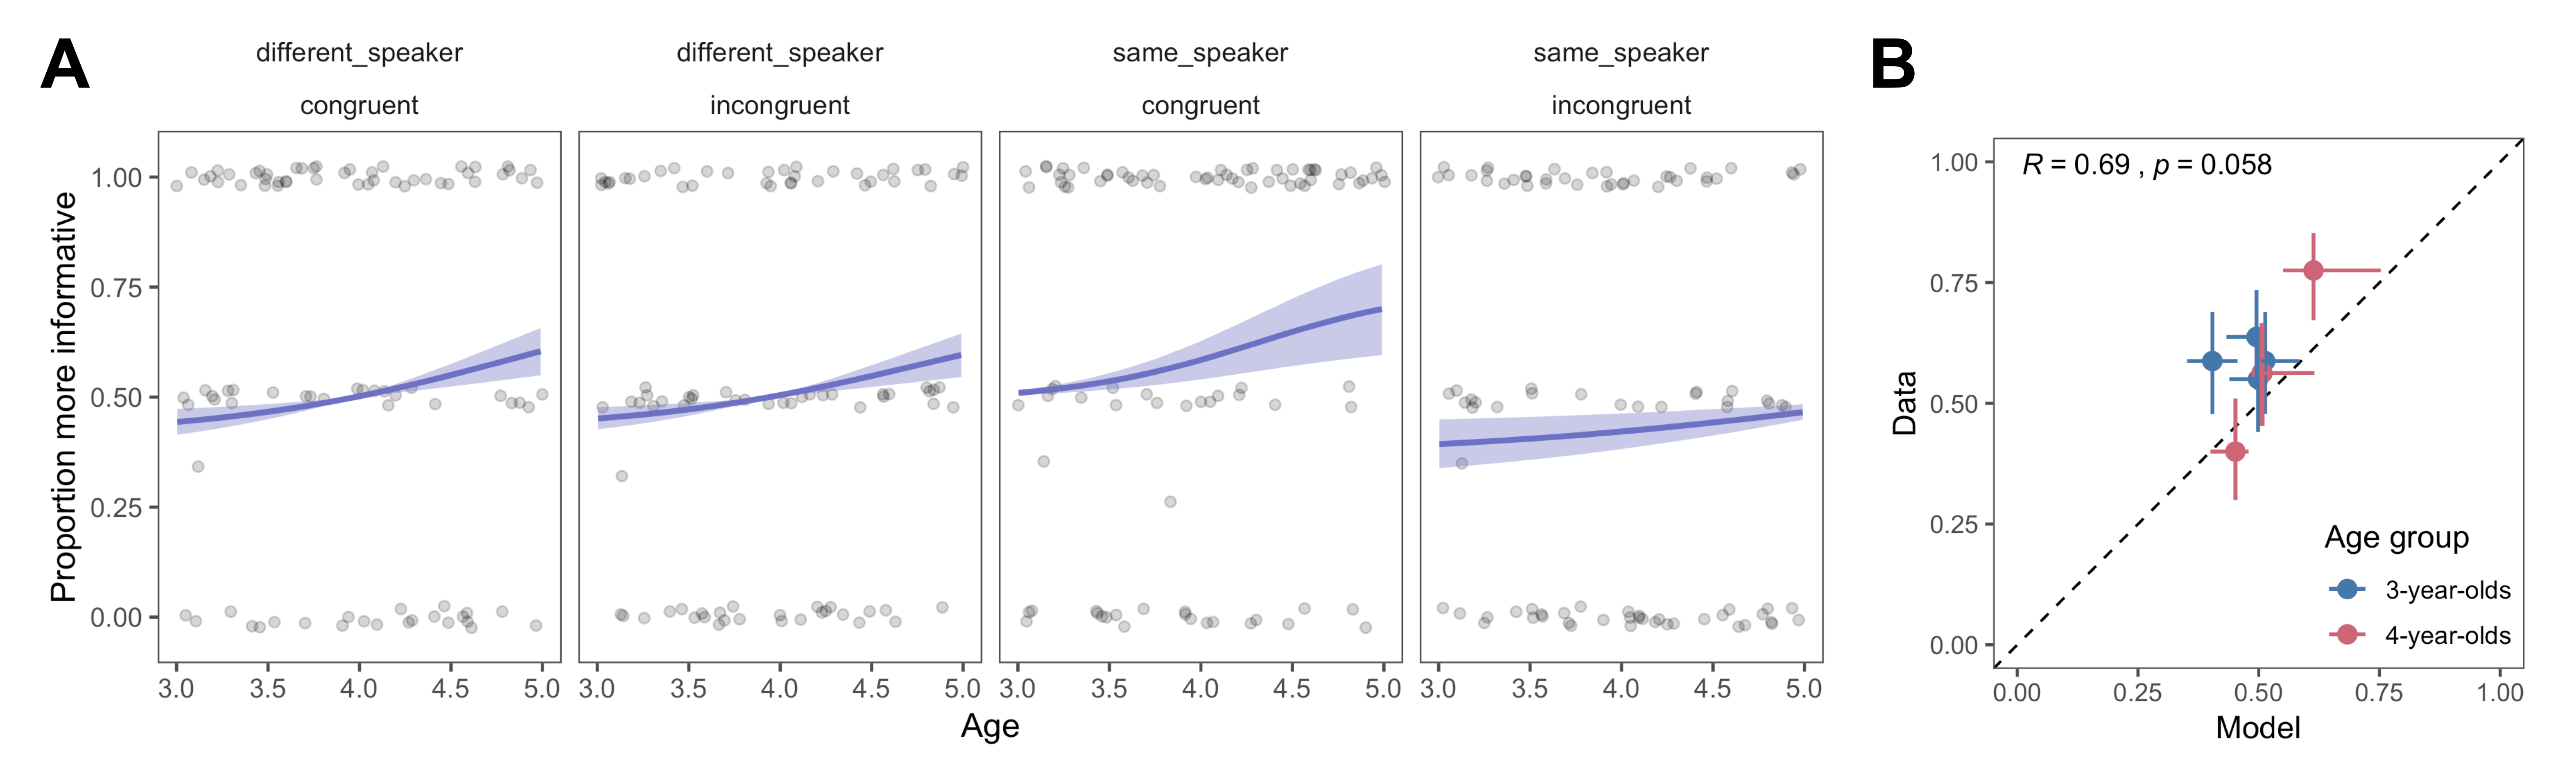 A
different_speaker
different_speaker
same_speaker
same_speaker
congruent
incongruent
congruent
incongruent
Proportion more informative
1.00
0.75
0.50
0.25
0.00
3.0 3.5 4.0 4.5 5.0
3.0 3.5 4.0 4.5 5.0
3.0 3.5 4.0 4.5 5.0
3.0 3.5 4.0 4.5 5.0
Age
B
R = 0.69 , p = 0.058
Data
1.00
0.75
0.50
0.25
0.00
Age group
3-year-olds
4-year-olds
0.00 0.25 0.50 0.75 1.00
Model